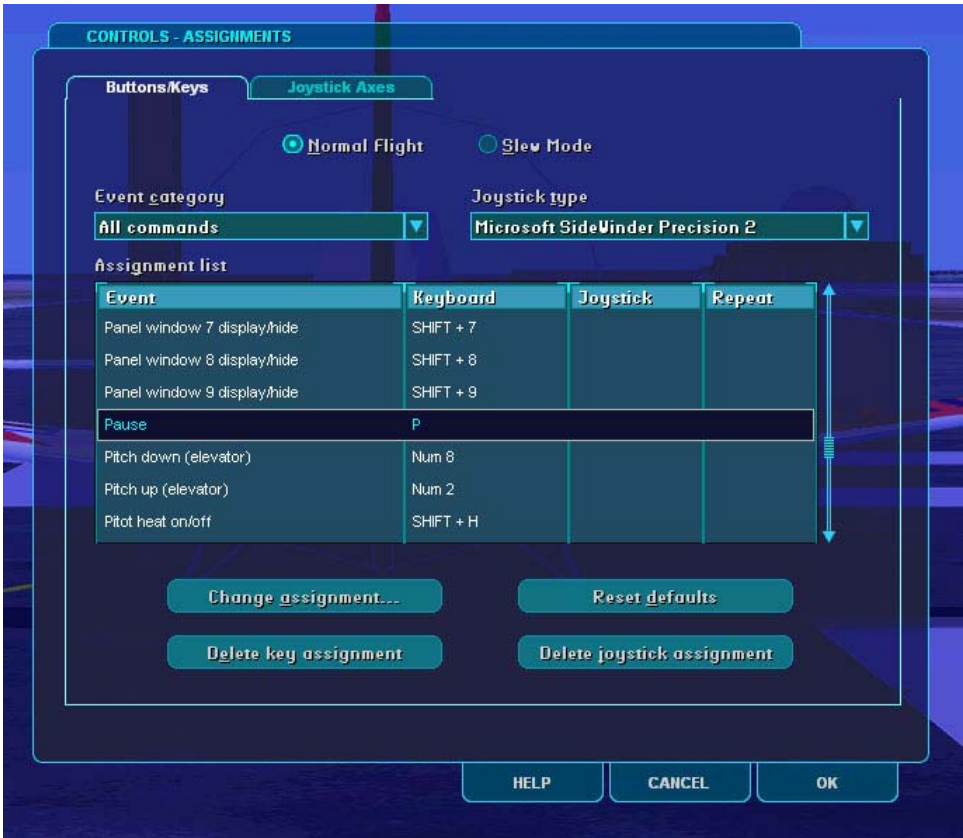 CONTROLS - ASSIGNMENTS
Buttons/Keys Joystick Axes
Normal Flight Slew Mode
Event category Joystick type
All commands Microsoft SideWinder Precision 2
Assignment list
Event Keyboard Joystick Repeat
Panel window 7 display/hide SHIFT + 7
Panel window 8 display/hide SHIFT + 8
Panel window 9 display/hide SHIFT + 9
Pause P
Pitch down (elevator) Num 8
Pitch up (elevator) Num 2
Pitot heat on/off SHIFT + H
Change assignment... Reset defaults
Delete key assignment Delete joystick assignment
HELP CANCEL OK